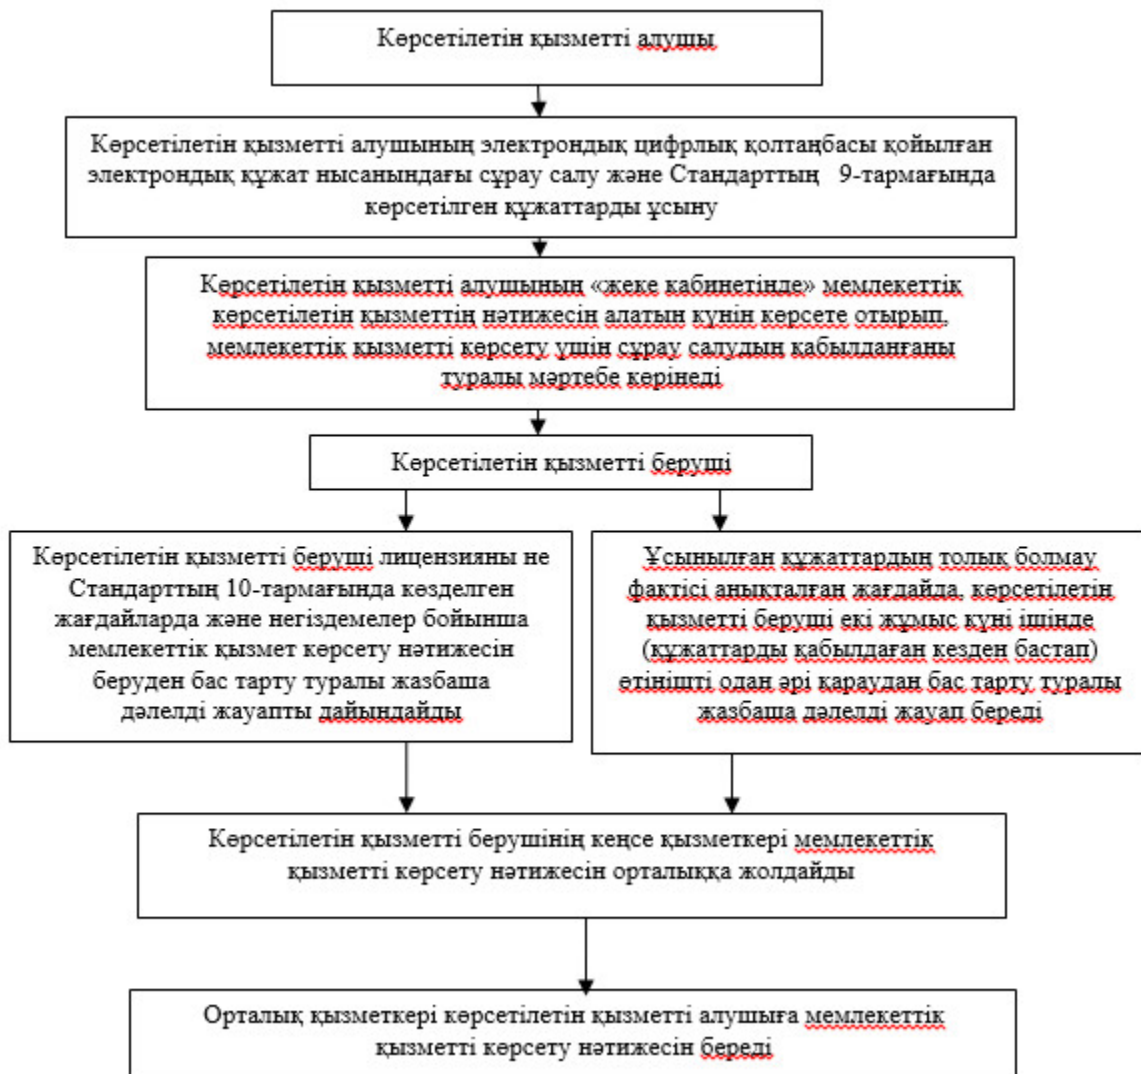 Көрсетілетін қызметті алушы
Көрсетілетін қызметті алушының электрондық цифрлық қолтаңбасы қойылған
электрондық құжат нысанындағы сұрау салу және Стандарттың 9-тармағында
көрсетілген құжаттарды ұсыну
Көрсетілетін қызметті алушының «жеке кабинетінде» мемлекеттік
көрсетілетін қызметтің нәтижесін алатын күнін көрсете отырып,
мемлекеттік қызметті көрсету үшін сұрау салудың қабылданғаны
туралы мәртебе көрінеді
Көрсетілетін қызметті беруші
Көрсетілетін қызметті беруші лицензияны не
Стандарттың 10-тармағында көзделген
жағдайларда және негіздемелер бойынша
мемлекеттік қызмет көрсету нәтижесін
беруден бас тарту туралы жазбаша
дәлелді жауапты дайындайды
Ұсынылған құжаттардың толық болмау
фактісі анықталған жағдайда, көрсетілетін
қызметті беруші екі жұмыс күні ішінде
(құжаттарды қабылдаған кезден бастап)
өтінішті одан әрі қараудан бас тарту туралы
жазбаша дәлелді жауап береді
Көрсетілетін қызметті берушінің кеңсе қызметкері мемлекеттік
қызметті көрсету нәтижесін орталыққа жолдайды
Орталық қызметкері көрсетілетін қызметті алушыға мемлекеттік
қызметті көрсету нәтижесін береді